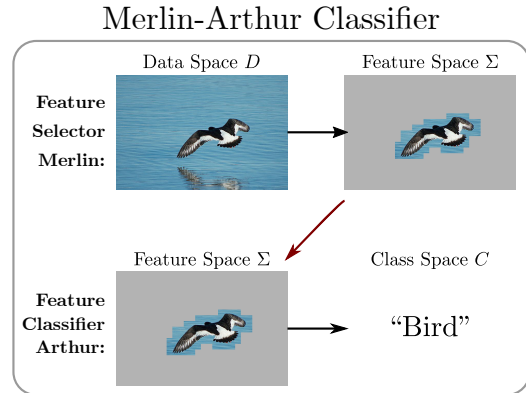 Merlin-Arthur Classifier
Data Space D
Feature Space Σ
Feature
Selector
Merlin:
Feature Space Σ
Class Space C
Feature
Classifier
Arthur:
“Bird”